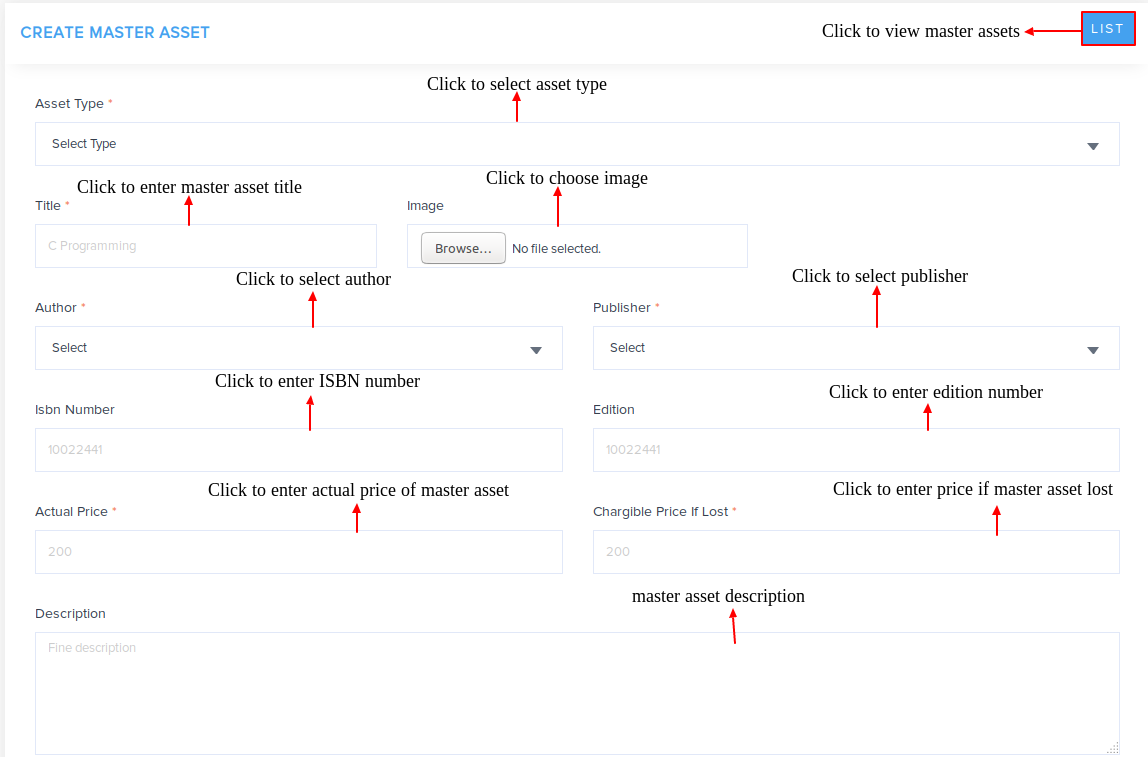 CREATE MASTER ASSET
Click to view master assets
LIST
Click to select asset type
Asset Type *
Select Type
Click to enter master asset title
Click to choose image
Title *
Image
C Programming
Browse...
No file selected.
Click to select author
Click to select publisher
Author *
Publisher *
Select
Select
Click to enter ISBN number
Click to enter edition number
Isbn Number
Edition
10022441
10022441
Click to enter actual price of master asset
Click to enter price if master asset lost
Actual Price *
Chargible Price If Lost *
200
200
master asset description
Description
Fine description